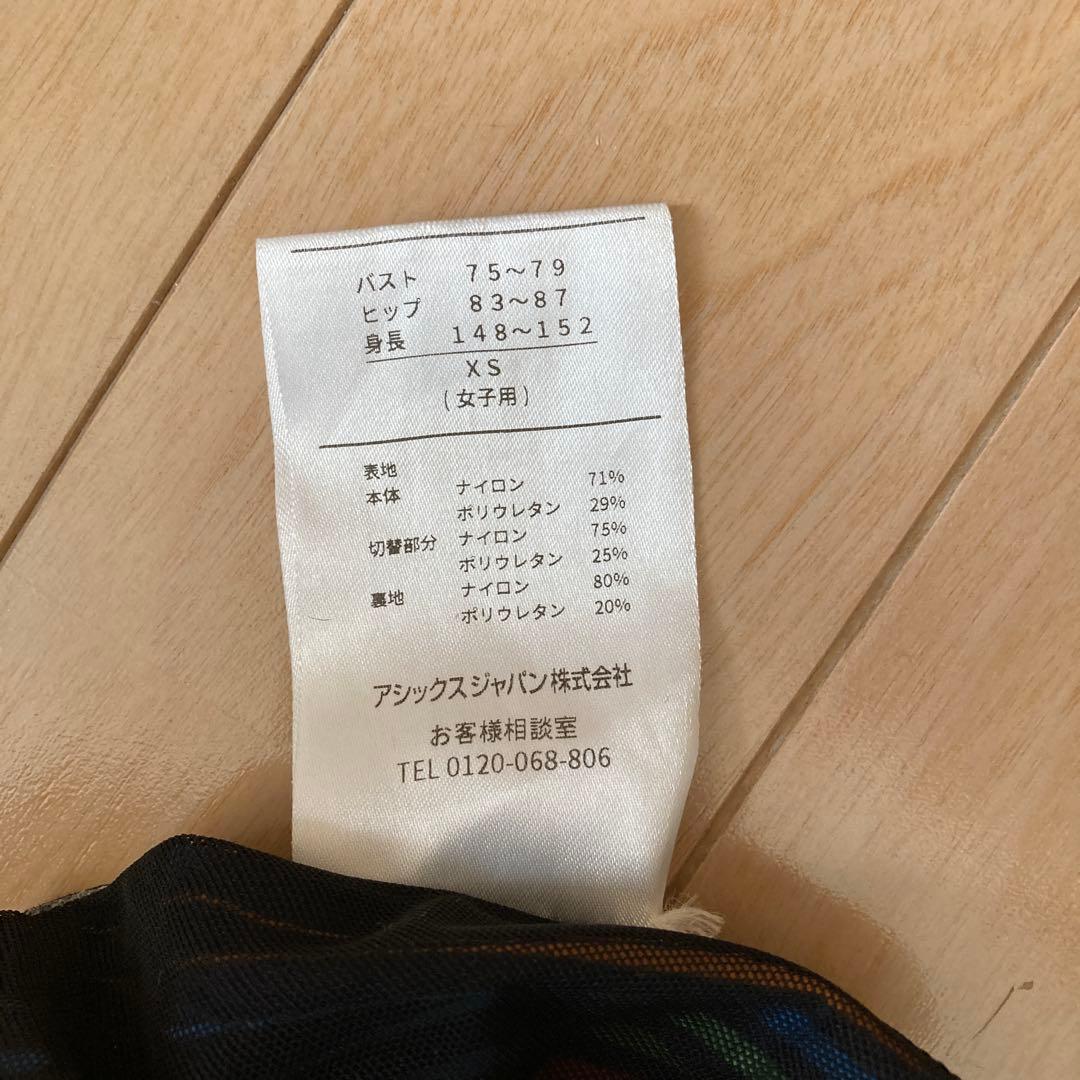 バスト 75～79
ヒップ 83～87
身長 148～152
XS
(女子用)
表地
本体 ナイロン 71%
ポリウレタン 29%
切替部分 ナイロン 75%
ポリウレタン 25%
裏地 ナイロン 80%
ポリウレタン 20%
アシックスジャパン株式会社
お客様相談室
TEL 0120-068-806